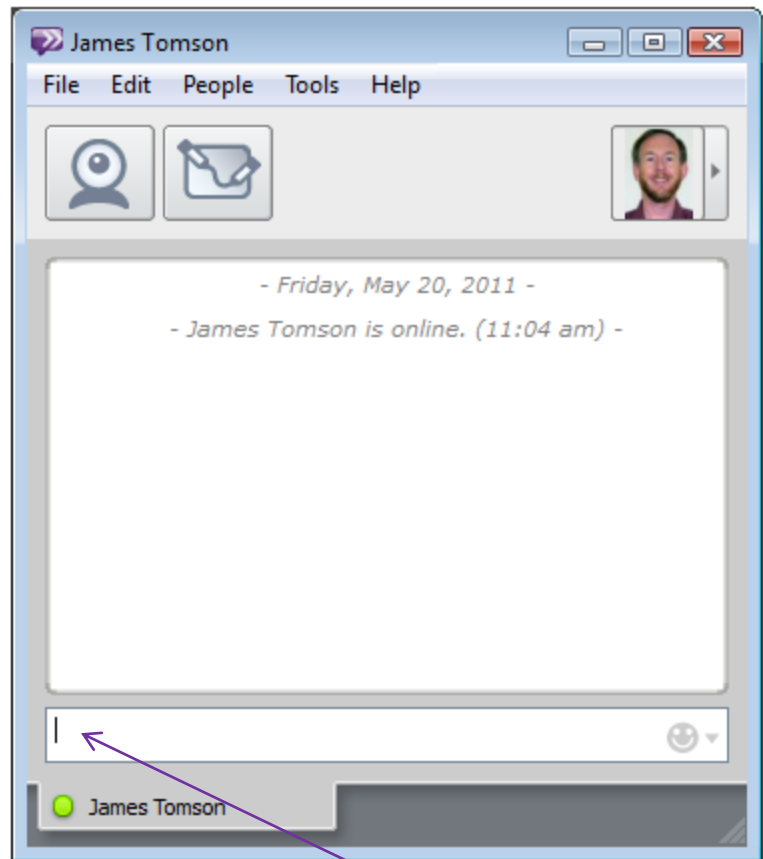 James Tomson
File Edit People Tools Help
- Friday, May 20, 2011 -
- James Tomson is online. (11:04 am) -
James Tomson